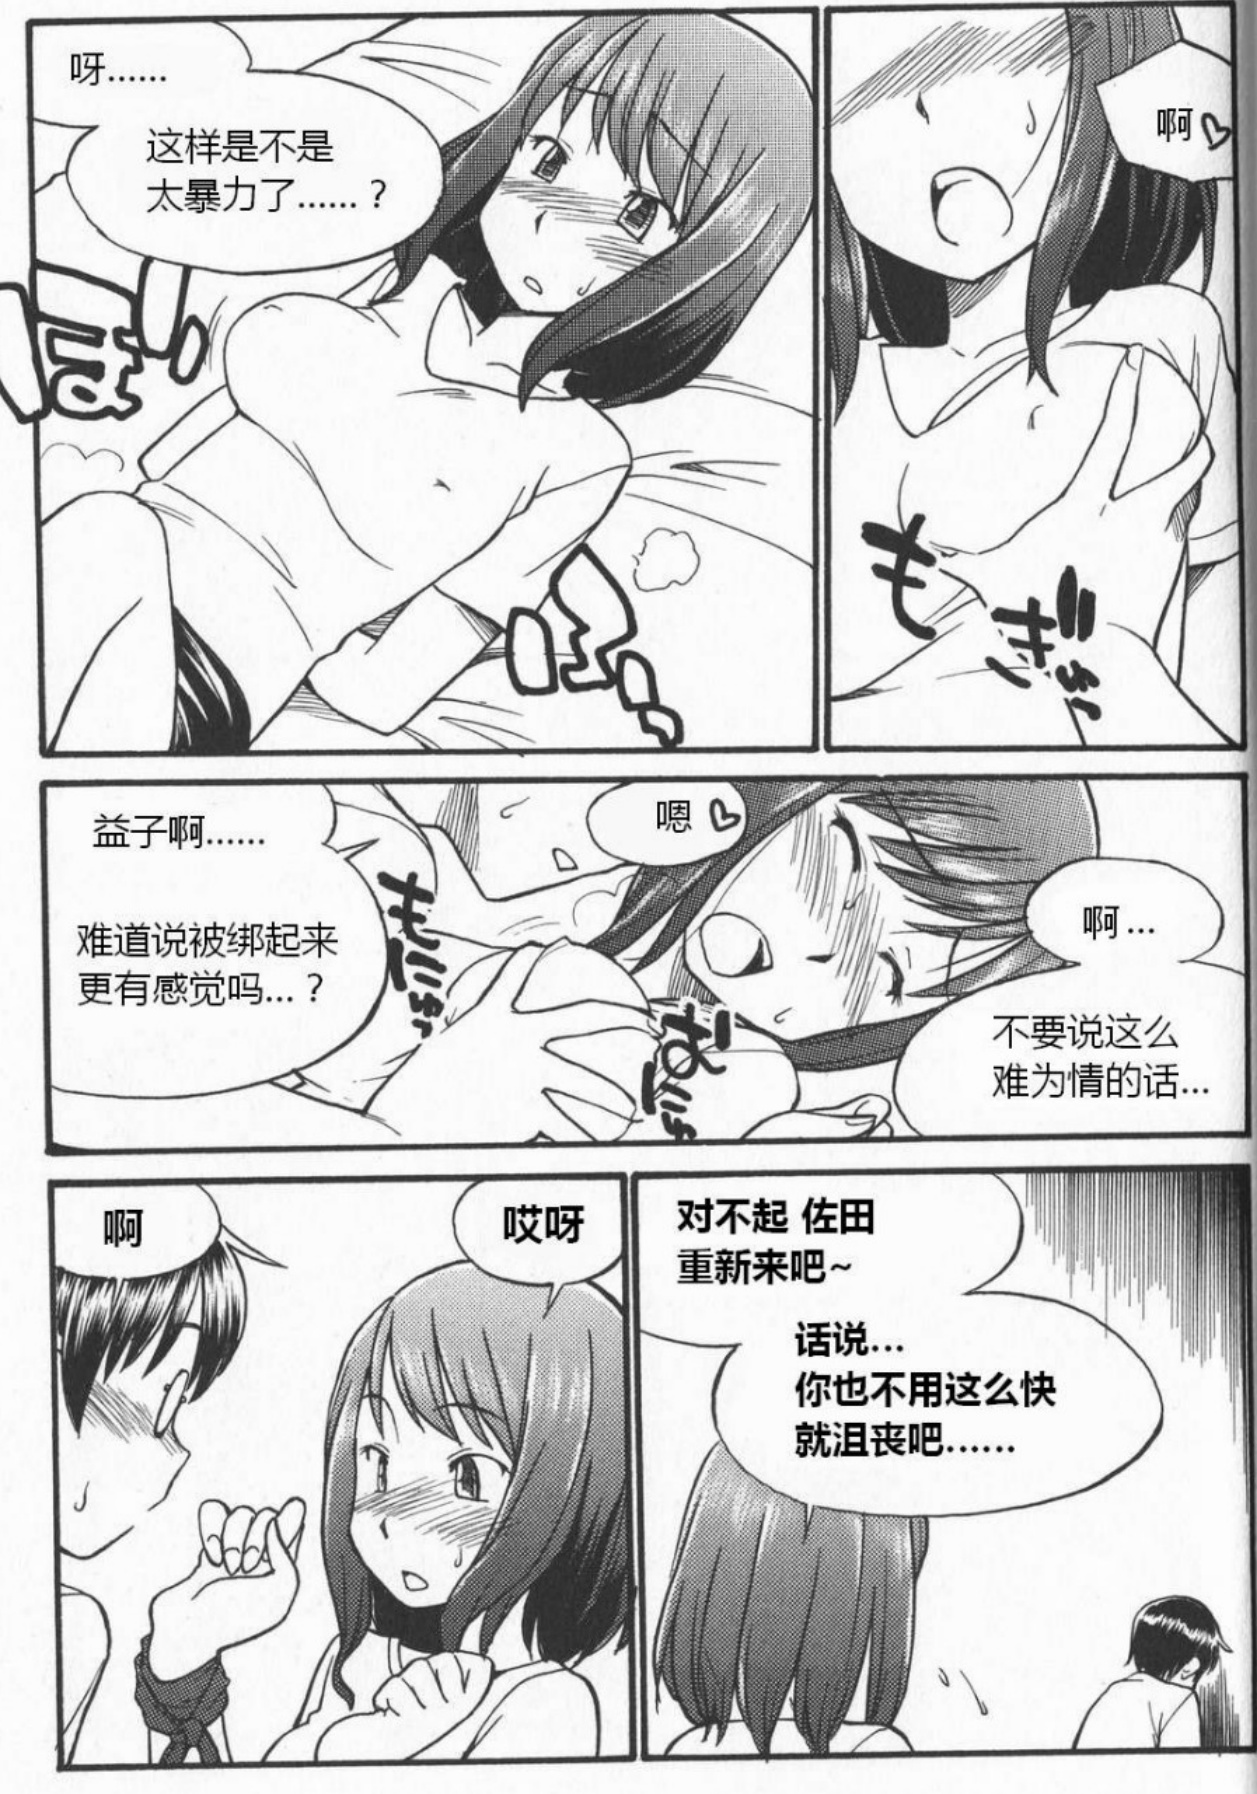 呀……
这样是不是
太暴力了……？
啊♡
益子啊……
难道说被绑起来
更有感觉吗…？
嗯♡
啊…
不要说这么
难为情的话…
啊
哎呀
对不起 佐田
重新来吧~
话说…
你也不用这么快
就沮丧吧……